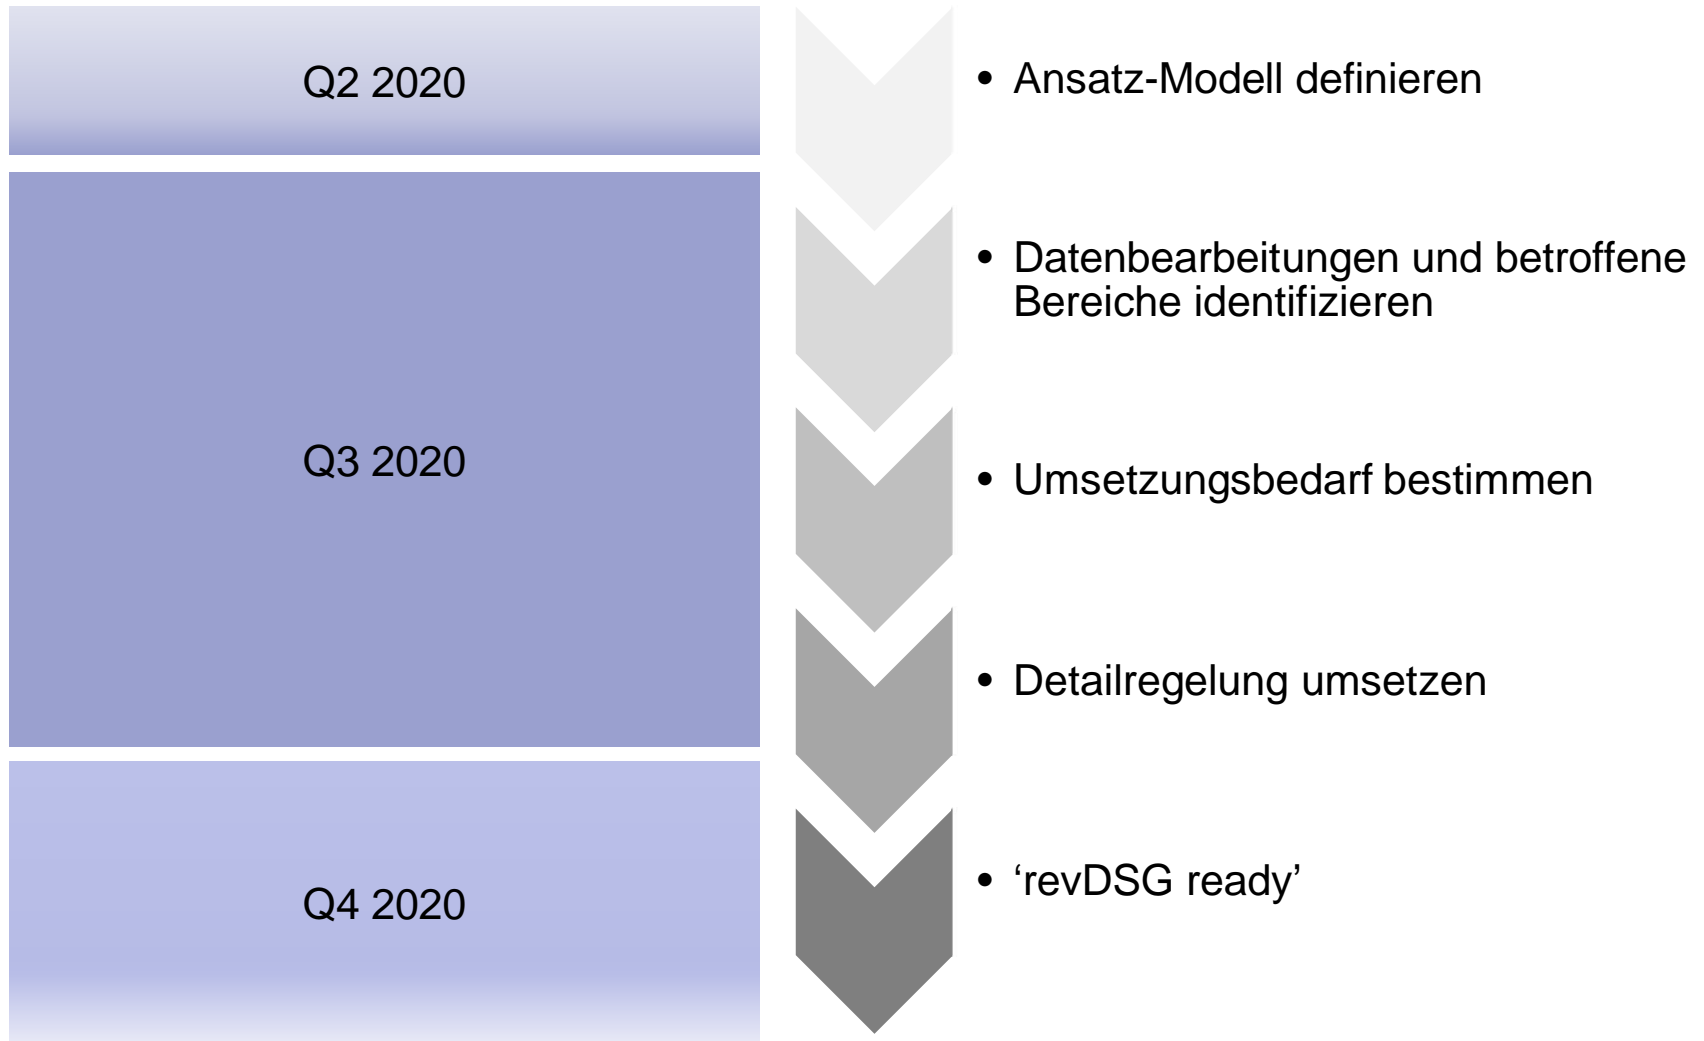 Q2 2020
• Ansatz-Modell definieren
• Datenbearbeitungen und betroffene
Bereiche identifizieren
Q3 2020
• Umsetzungsbedarf bestimmen
• Detailregelung umsetzen
Q4 2020
• ‘revDSG ready’